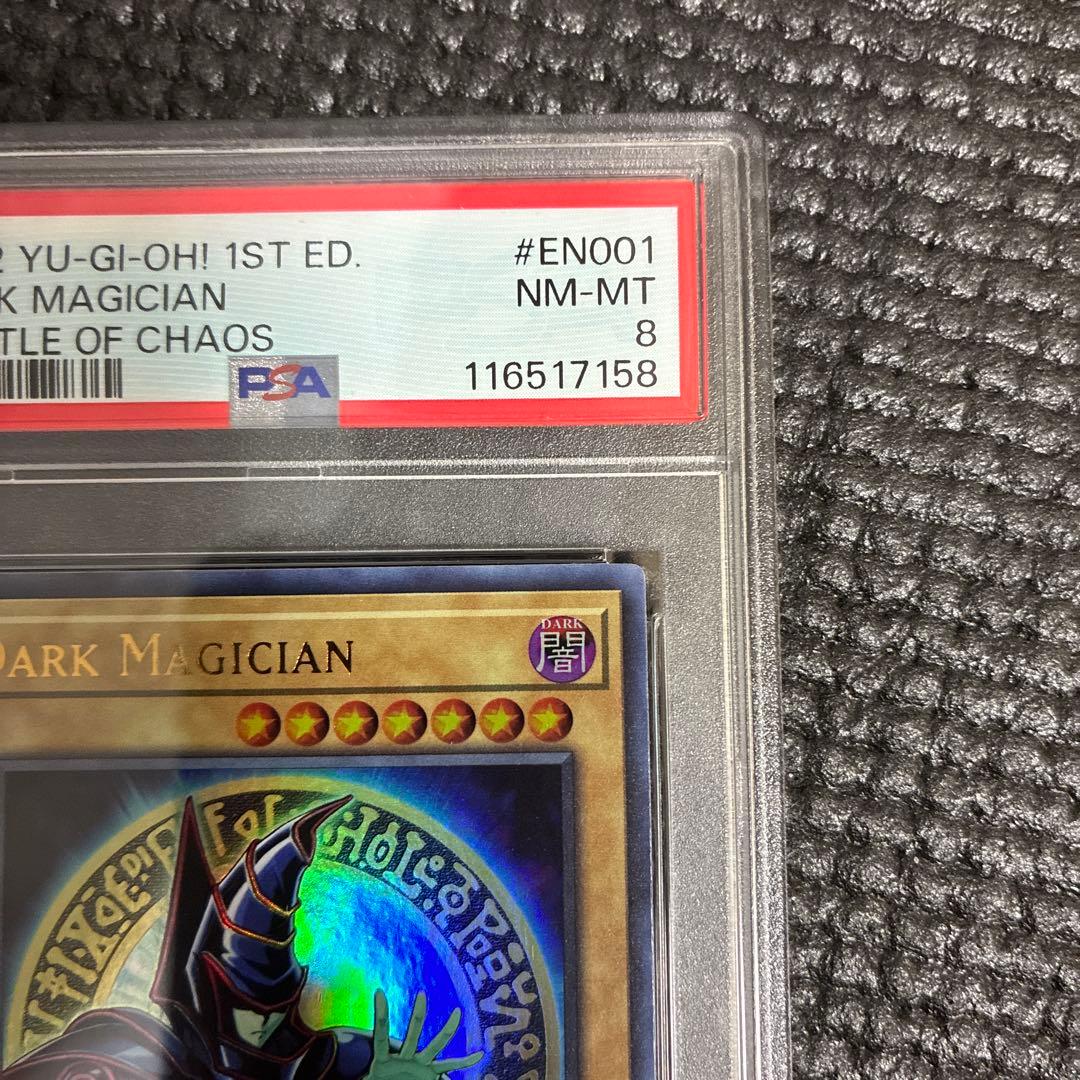 2 YU-GI-OH! 1ST ED. #EN001
K MAGICIAN NM-MT
TLE OF CHAOS 8
PSA 116517158
DARK MAGICIAN
DARK
闇